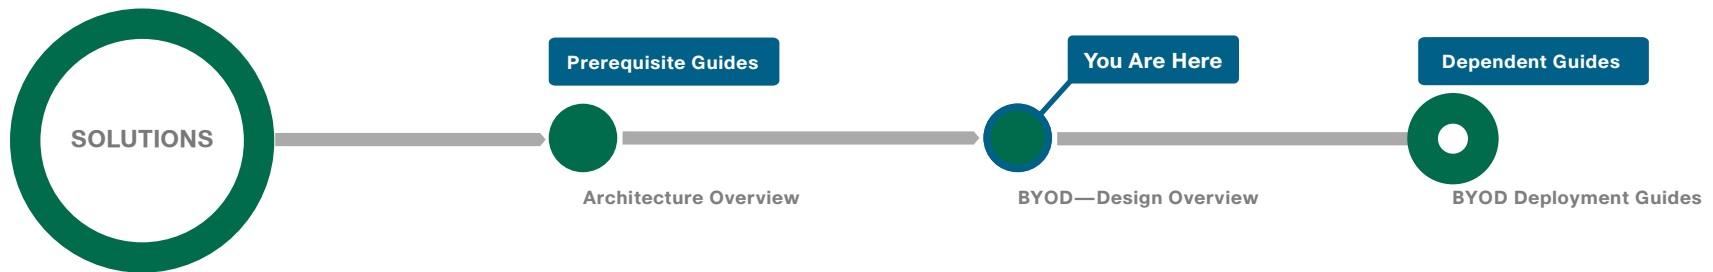 Prerequisite Guides
You Are Here
Dependent Guides
SOLUTIONS
Architecture Overview
BYOD—Design Overview
BYOD Deployment Guides